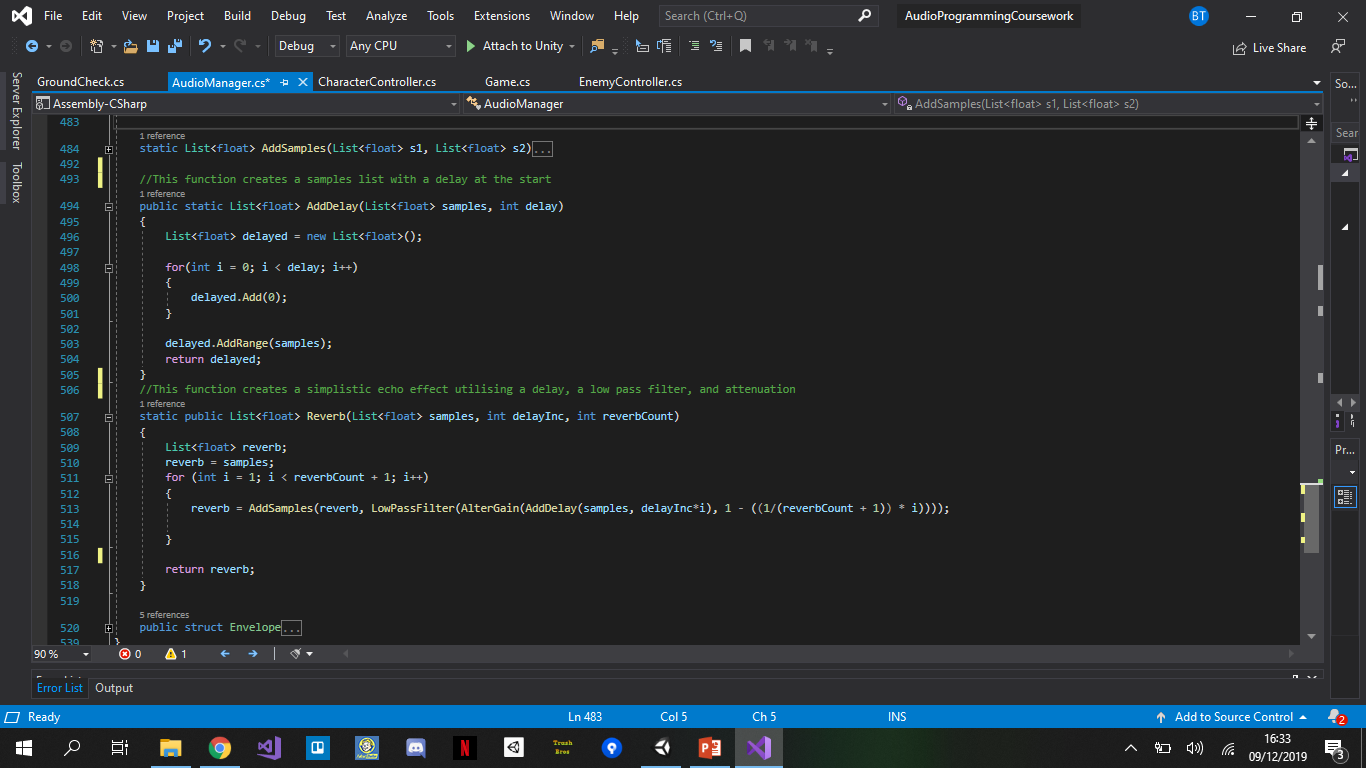 File Edit View Project Build Debug Test Analyze Tools Extensions Window Help Search (Ctrl+Q) AudioProgrammingCoursework BT
Debug Any CPU Attach to Unity Live Share
GroundCheck.cs AudioManager.cs* CharacterController.cs Game.cs EnemyController.cs So...
Assembly-CSharp AudioManager AddSamples(List<float> s1, List<float> s2)
Server Explorer
Toolbox
Sear
483
1 reference
484 static List<float> AddSamples(List<float> s1, List<float> s2)...
492
493 //This function creates a samples list with a delay at the start
1 reference
494 public static List<float> AddDelay(List<float> samples, int delay)
495 {
496 List<float> delayed = new List<float>();
497
498 for(int i = 0; i < delay; i++)
499 {
500 delayed.Add(0);
501 }
502
503 delayed.AddRange(samples);
504 return delayed;
505 }
506 //This function creates a simplistic echo effect utilising a delay, a low pass filter, and attenuation
1 reference
507 static public List<float> Reverb(List<float> samples, int delayInc, int reverbCount)
508 {
509 List<float> reverb;
510 reverb = samples;
511 for (int i = 1; i < reverbCount + 1; i++)
512 {
513 reverb = AddSamples(reverb, LowPassFilter(AlterGain(AddDelay(samples, delayInc*i), 1 - ((1/(reverbCount + 1)) * i))));
514
515 }
516
517 return reverb;
518 }
519
5 references
520 public struct Envelope...
539 }
Pr...
90 % 0 1
Error List Output
Ready Ln 483 Col 5 Ch 5 INS Add to Source Control 2
Trash Bros
16:33
09/12/2019
3